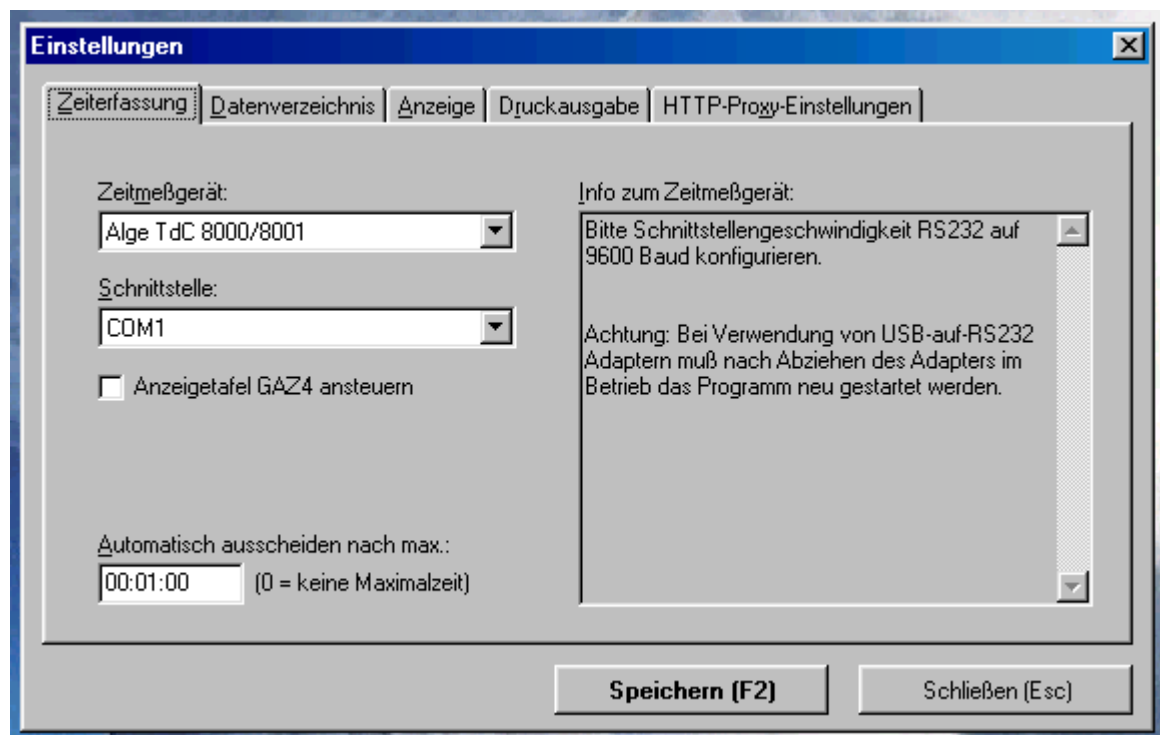 Einstellungen
Zeiterfassung Datenverzeichnis Anzeige Druckausgabe HTTP-Proxy-Einstellungen
Zeitmeßgerät:
Alge TdC 8000/8001
Schnittstelle:
COM1
Anzeigetafel GAZ4 ansteuern
Automatisch ausscheiden nach max.:
00:01:00 (0 = keine Maximalzeit)
Info zum Zeitmeßgerät:
Bitte Schnittstellengeschwindigkeit RS232 auf
9600 Baud konfigurieren.
Achtung: Bei Verwendung von USB-auf-RS232
Adaptern muß nach Abziehen des Adapters im
Betrieb das Programm neu gestartet werden.
Speichern (F2) Schließen (Esc)